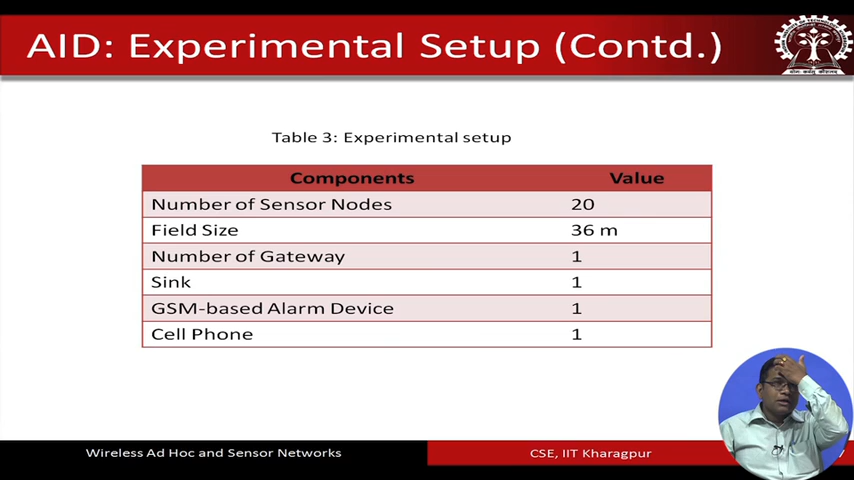 AID: Experimental Setup (Contd.)
Table 3: Experimental setup
Components Value
Number of Sensor Nodes 20
Field Size 36 m
Number of Gateway 1
Sink 1
GSM-based Alarm Device 1
Cell Phone 1
Wireless Ad Hoc and Sensor Networks CSE, IIT Kharagpur